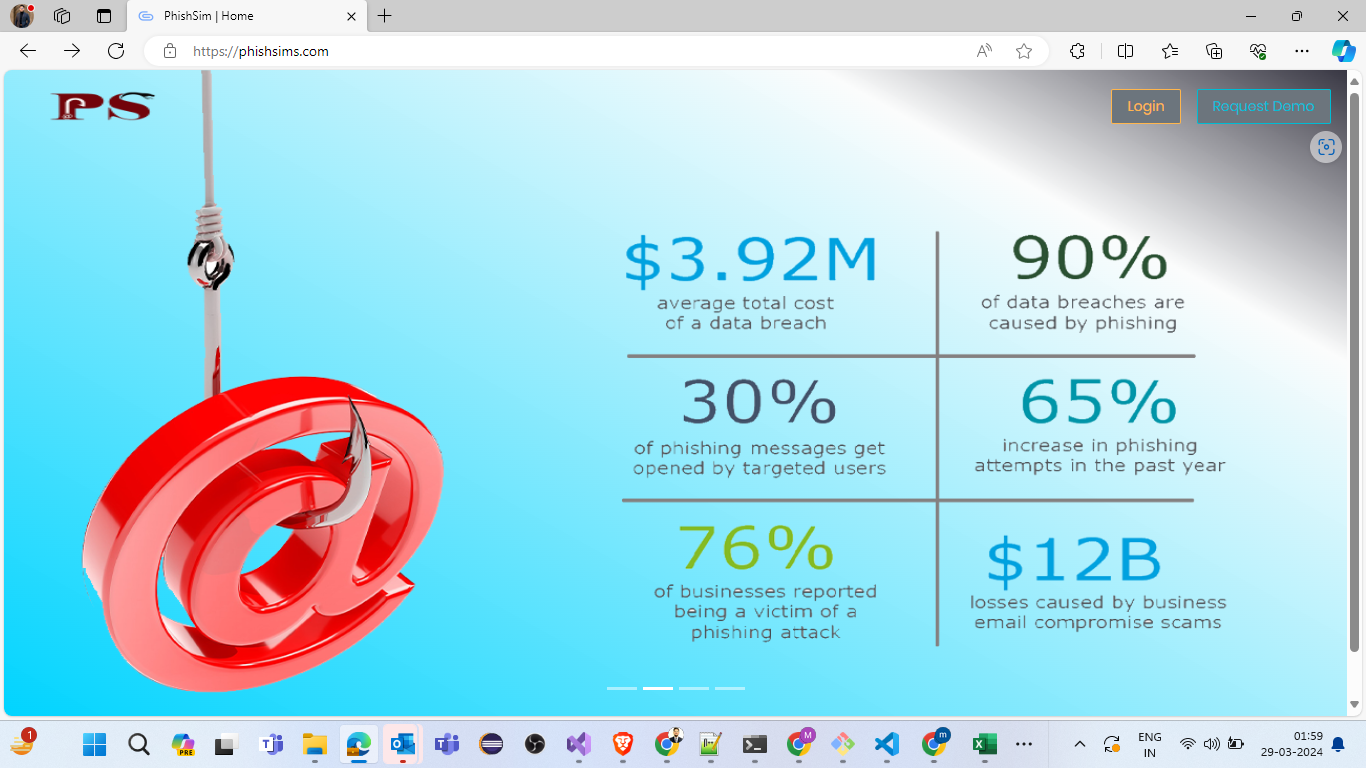 PhishSim | Home
https://phishsims.com
PS
Login
Request Demo
$3.92M
average total cost
of a data breach
90%
of data breaches are
caused by phishing
30%
of phishing messages get
opened by targeted users
65%
increase in phishing
attempts in the past year
76%
of businesses reported
being a victim of a
phishing attack
$12B
losses caused by business
email compromise scams
1
PRE
ENG
IN
01:59
29-03-2024